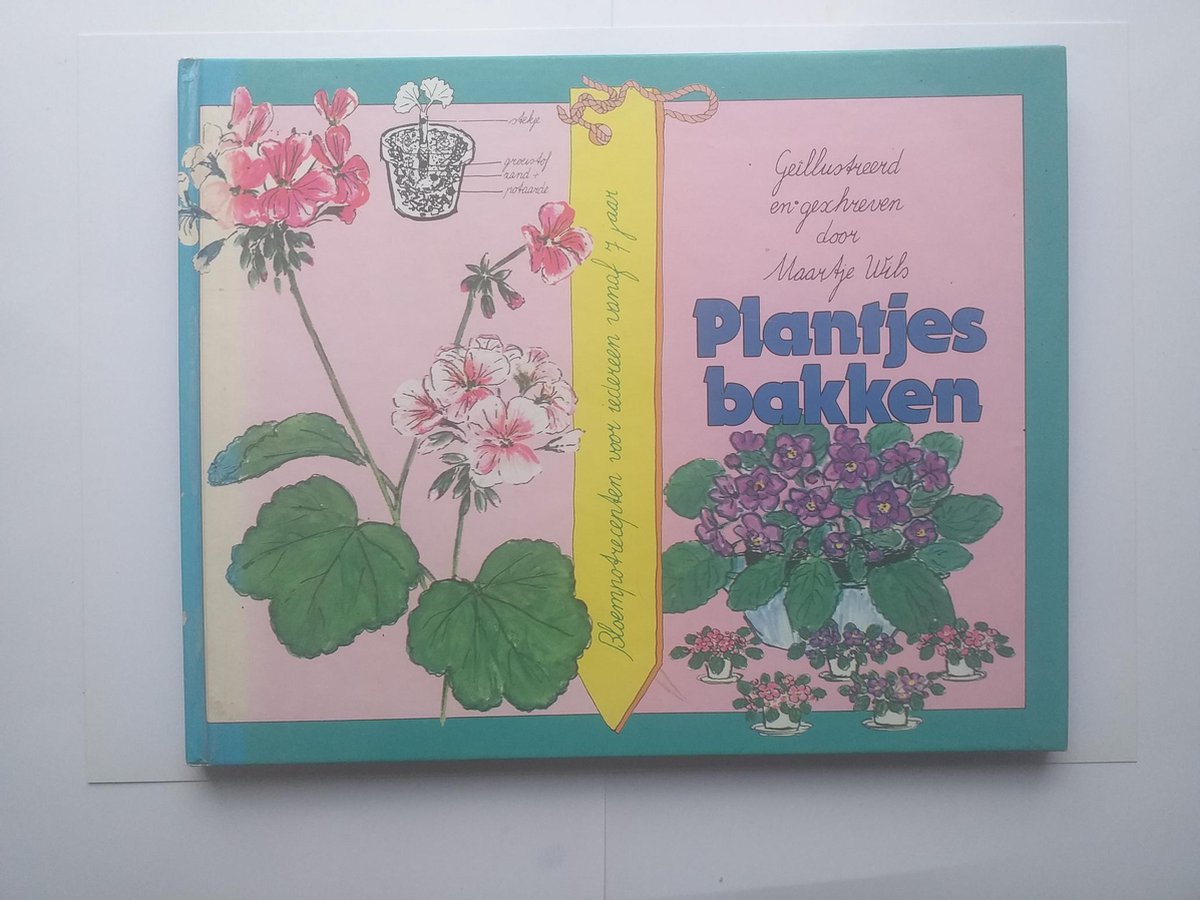 stekje
groeistof
zand +
potaarde
Bloempotrecepten voor iedereen vanaf 7 jaar
Geïllustreerd
en geschreven
door
Maartje Wils
Plantjes
bakken